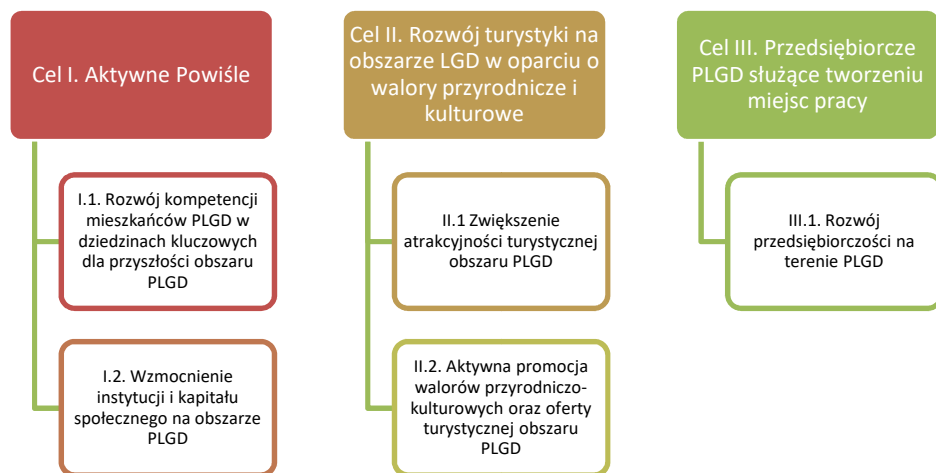 Cel I. Aktywne Powiśle
I.1. Rozwój kompetencji
mieszkańców PLGD w
dziedzinach kluczowych
dla przyszłości obszaru
PLGD
I.2. Wzmocnienie
instytucji i kapitału
społecznego na obszarze
PLGD
Cel II. Rozwój turystyki na
obszarze LGD w oparciu o
walory przyrodnicze i
kulturowe
II.1 Zwiększenie
atrakcyjności turystycznej
obszaru PLGD
II.2. Aktywna promocja
walorów przyrodniczo-
kulturowych oraz oferty
turystycznej obszaru
PLGD
Cel III. Przedsiębiorcze
PLGD służące tworzeniu
miejsc pracy
III.1. Rozwój
przedsiębiorczości na
terenie PLGD